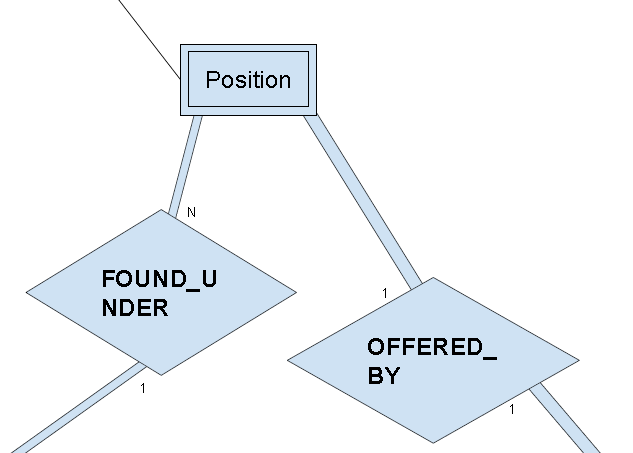 Position
N
FOUND_U
NDER
1
1
OFFERED_
BY
1